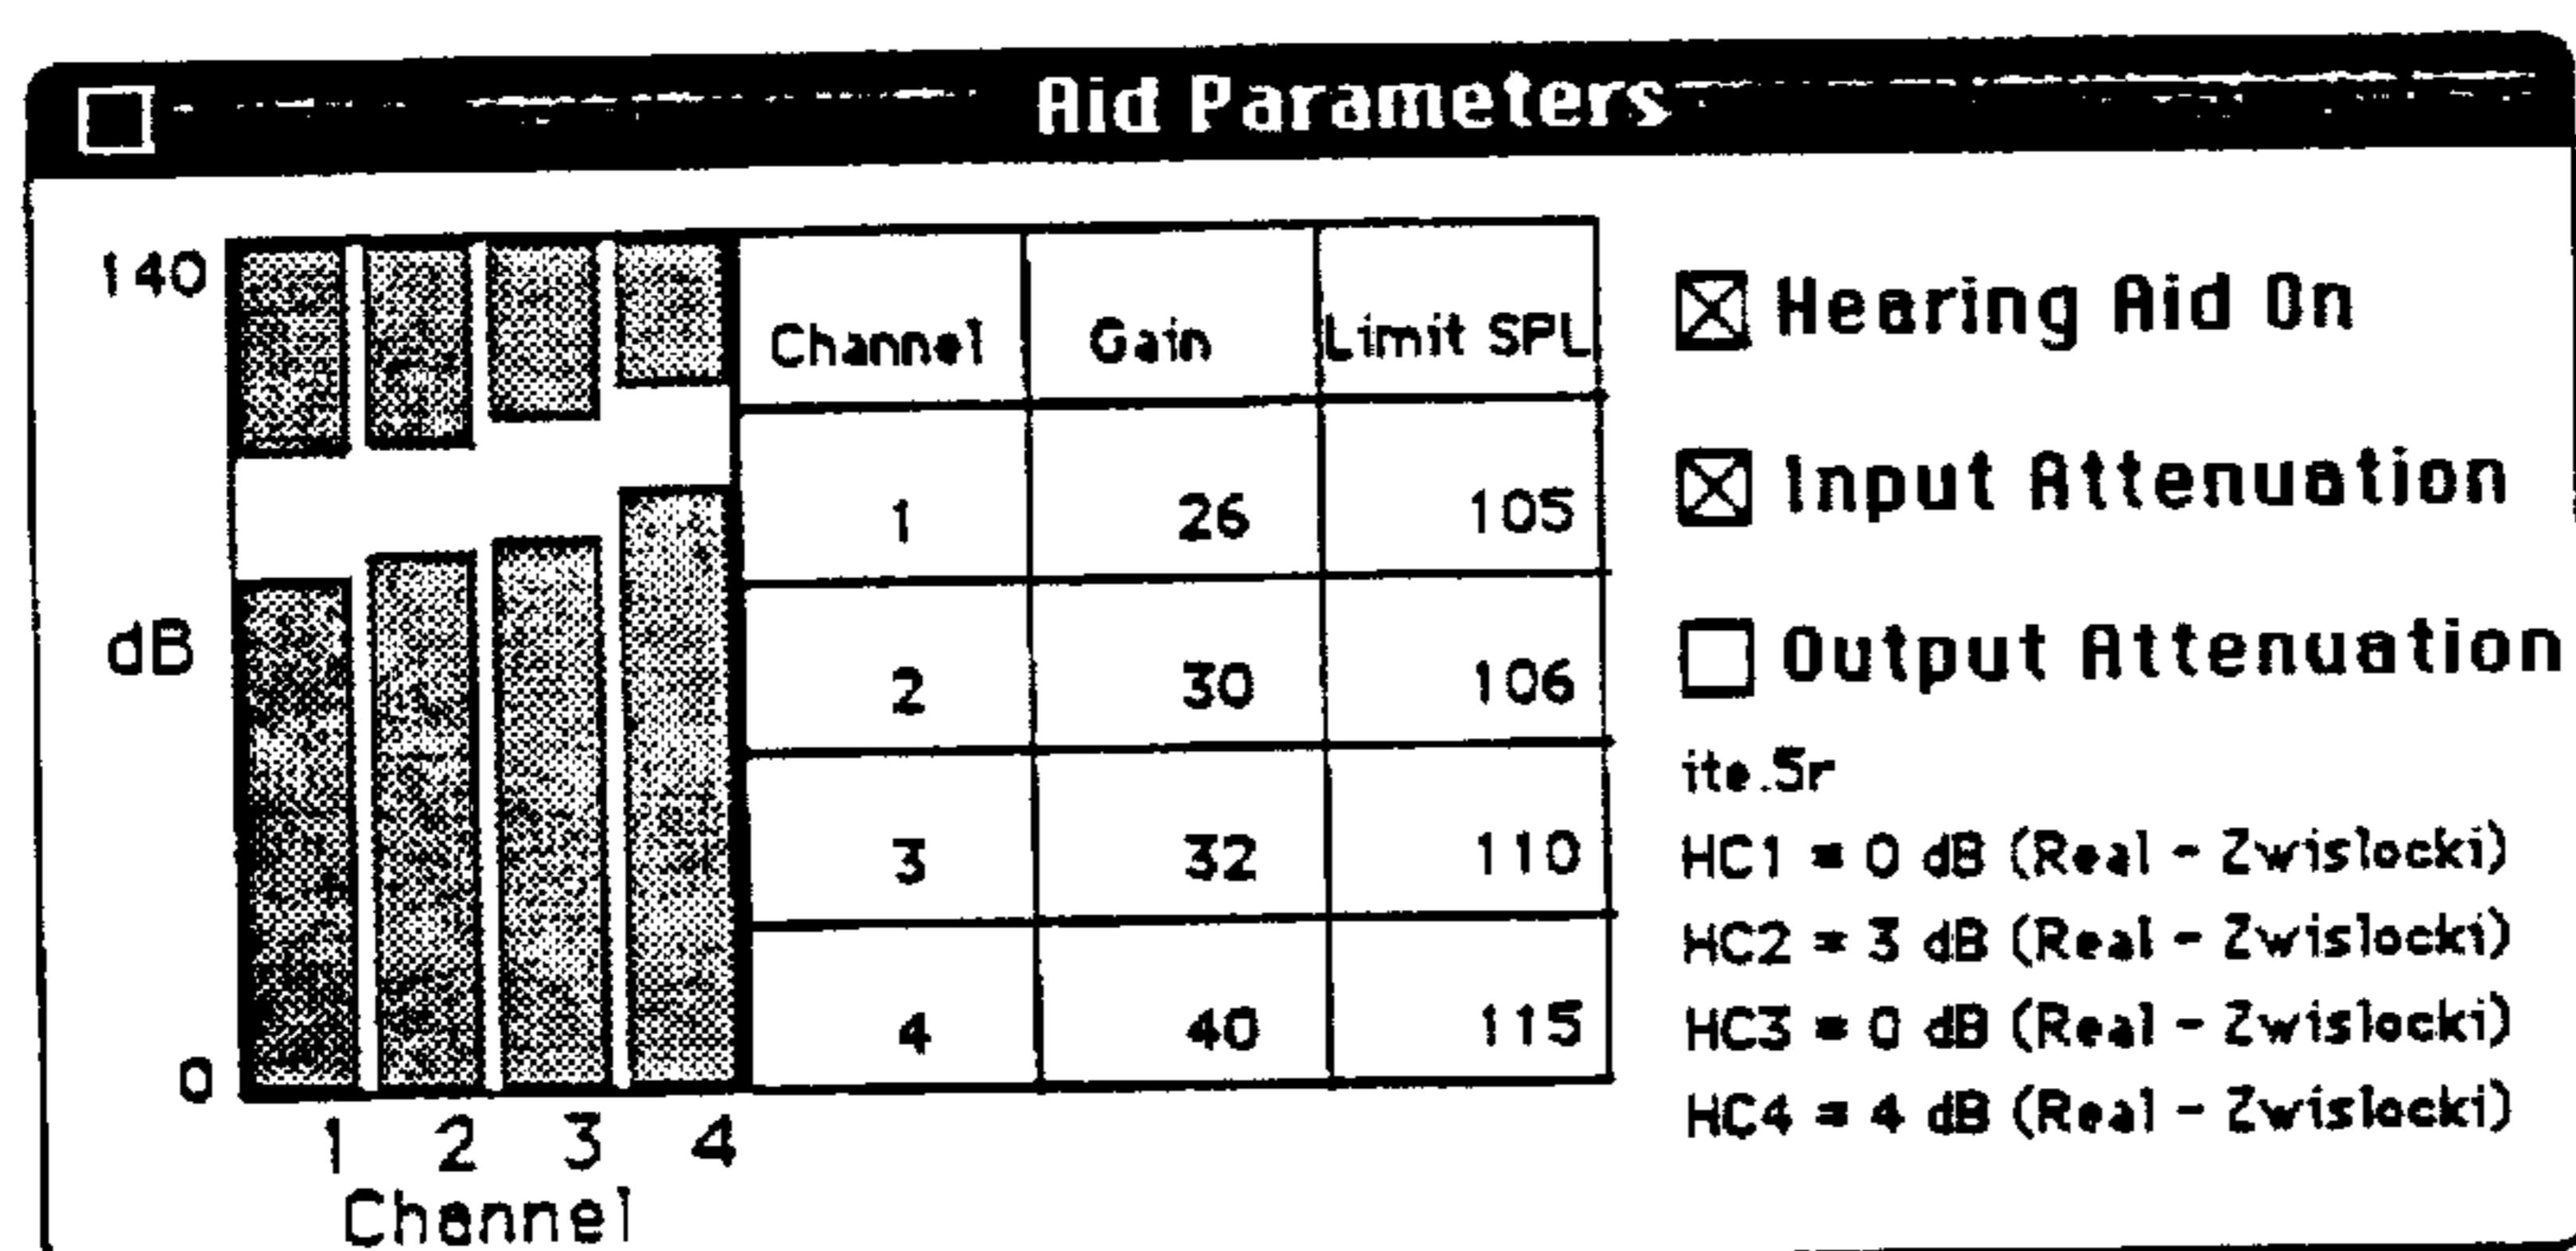 Aid Parameters
140
dB
0
1 2 3 4
Channel
Channel Gain Limit SPL
1 26 105
2 30 106
3 32 110
4 40 115
Hearing Aid On
Input Attenuation
Output Attenuation
ite.5r
HC1 = 0 dB (Real - Zwislocki)
HC2 = 3 dB (Real - Zwislocki)
HC3 = 0 dB (Real - Zwislocki)
HC4 = 4 dB (Real - Zwislocki)